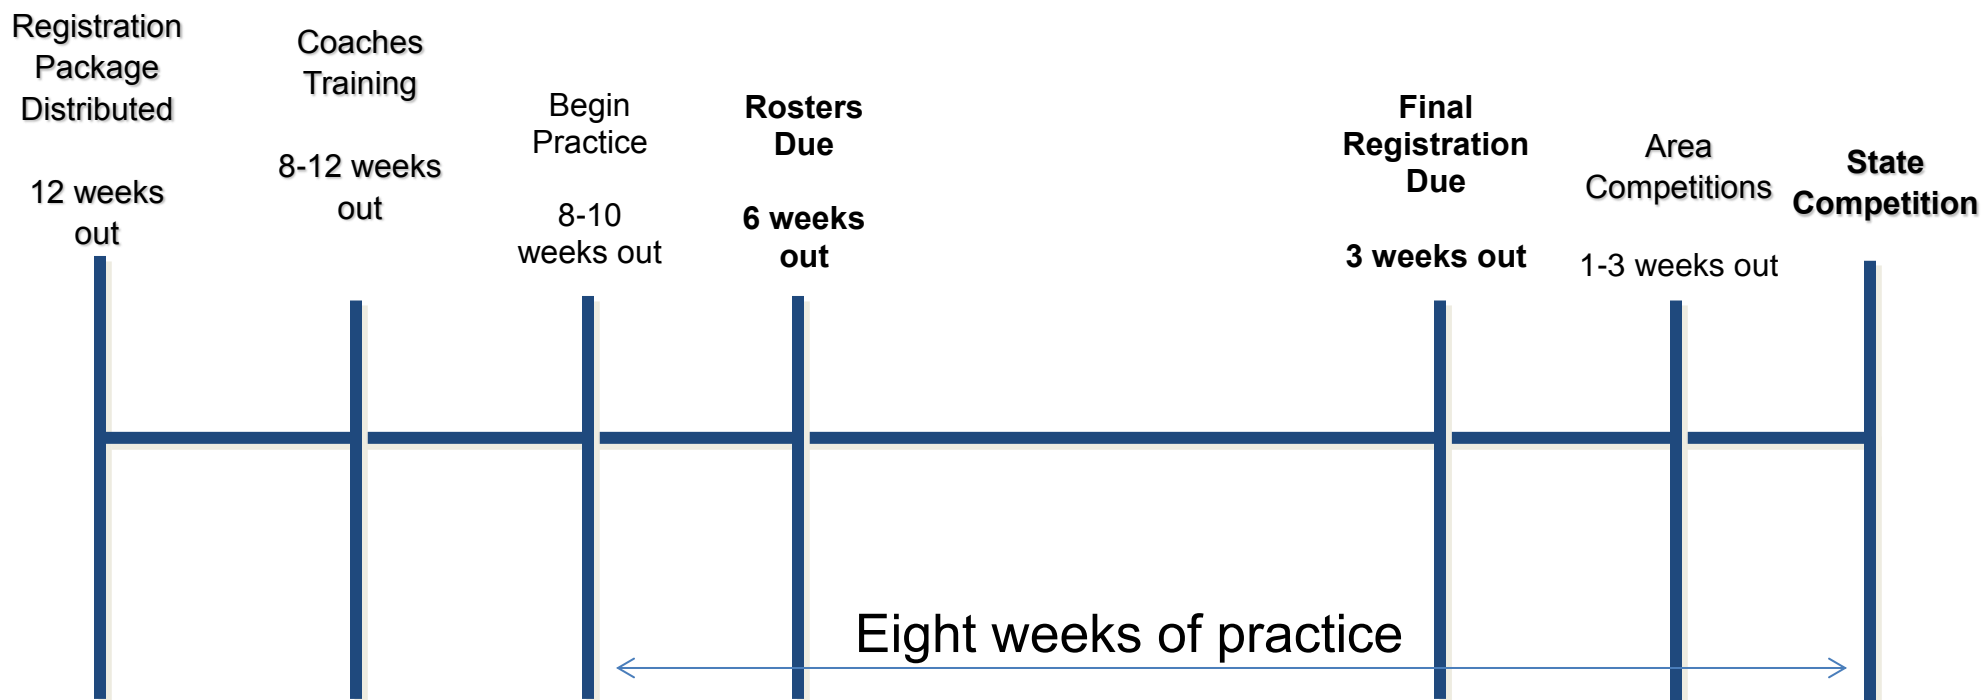 Registration
Package
Distributed
12 weeks
out
Coaches
Training
8-12 weeks
out
Begin
Practice
8-10
weeks out
Rosters
Due
6 weeks
out
Final
Registration
Due
3 weeks out
Area
Competitions
1-3 weeks out
State
Competition
Eight weeks of practice